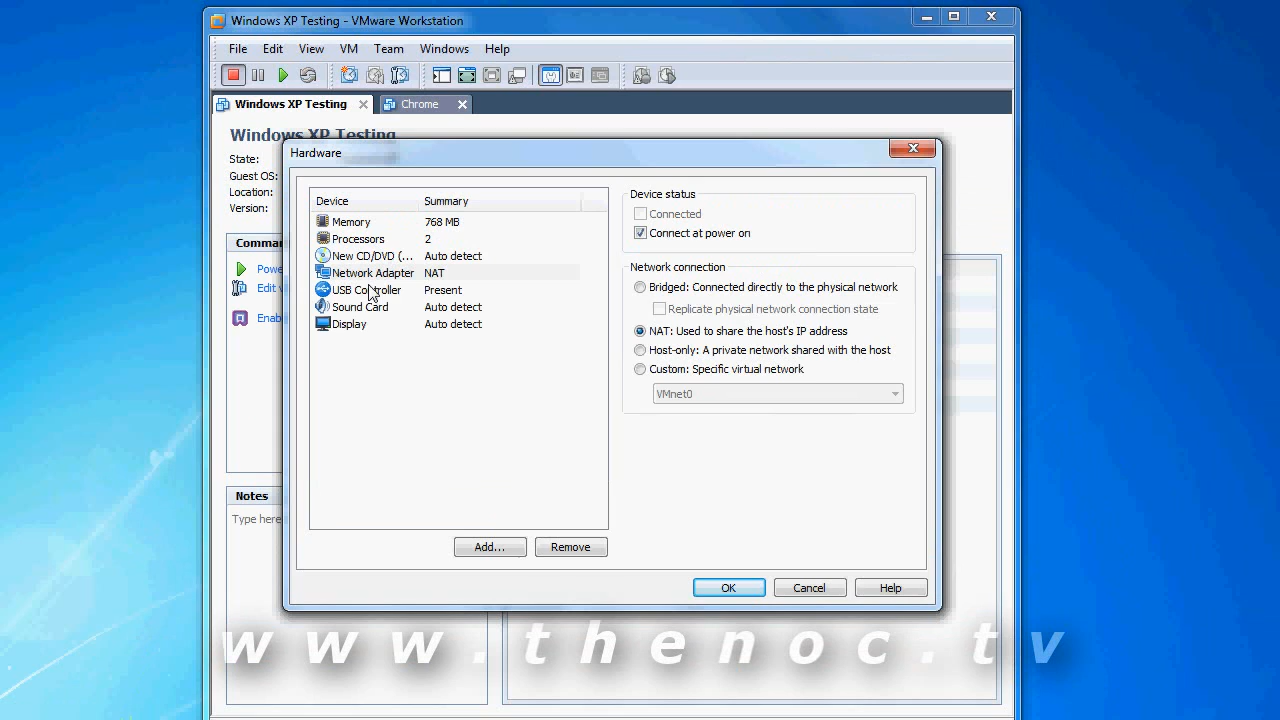 Windows XP Testing - VMware Workstation
File Edit View VM Team Windows Help
Windows XP Testing Chrome
Windows XP Testing
State:
Guest OS:
Location:
Version:
Notes
Type here
Hardware
Device Summary
Memory 768 MB
Processors 2
New CD/DVD (... Auto detect
Network Adapter NAT
USB Controller Present
Sound Card Auto detect
Display Auto detect
Add... Remove
Device status
Connected
Connect at power on
Network connection
Bridged: Connected directly to the physical network
Replicate physical network connection state
NAT: Used to share the host's IP address
Host-only: A private network shared with the host
Custom: Specific virtual network
VMnet0
OK Cancel Help
www.thenoc.tv